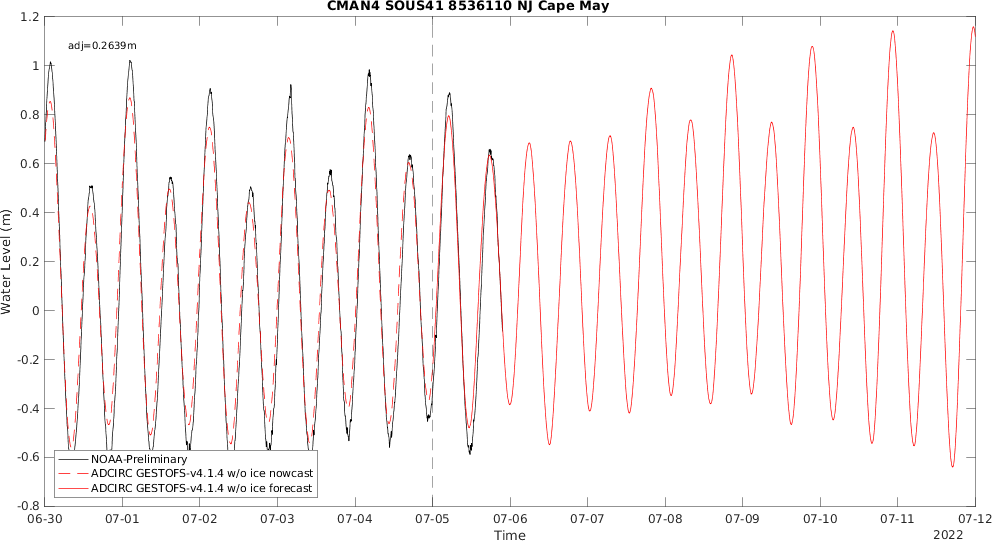 CMAN4 SOUS41 8536110 NJ Cape May
adj=0.2639m
1.2
1
0.8
0.6
0.4
0.2
0
-0.2
-0.4
-0.6
-0.8
Water Level (m)
NOAA-Preliminary
ADCIRC GESTOFS-v4.1.4 w/o ice nowcast
ADCIRC GESTOFS-v4.1.4 w/o ice forecast
06-30 07-01 07-02 07-03 07-04 07-05 07-06 07-07 07-08 07-09 07-10 07-11 07-12
Time
2022